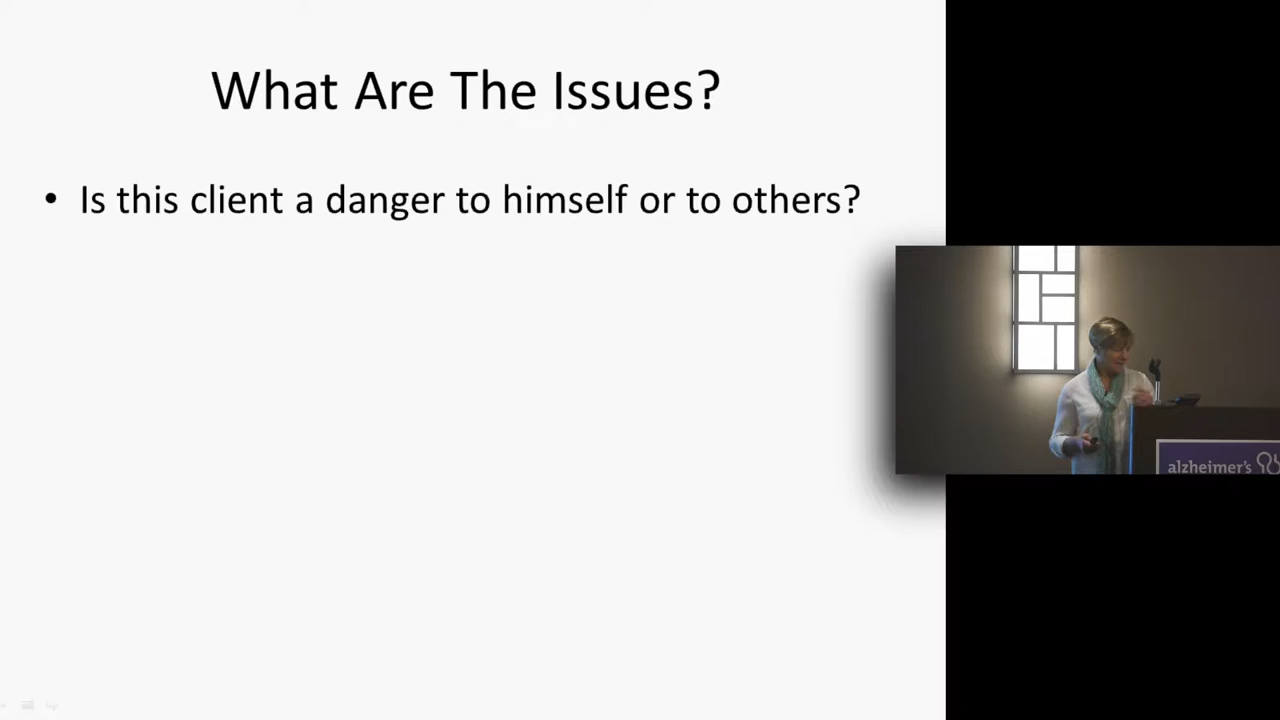 What Are The Issues?
• Is this client a danger to himself or to others?
alzheimer's